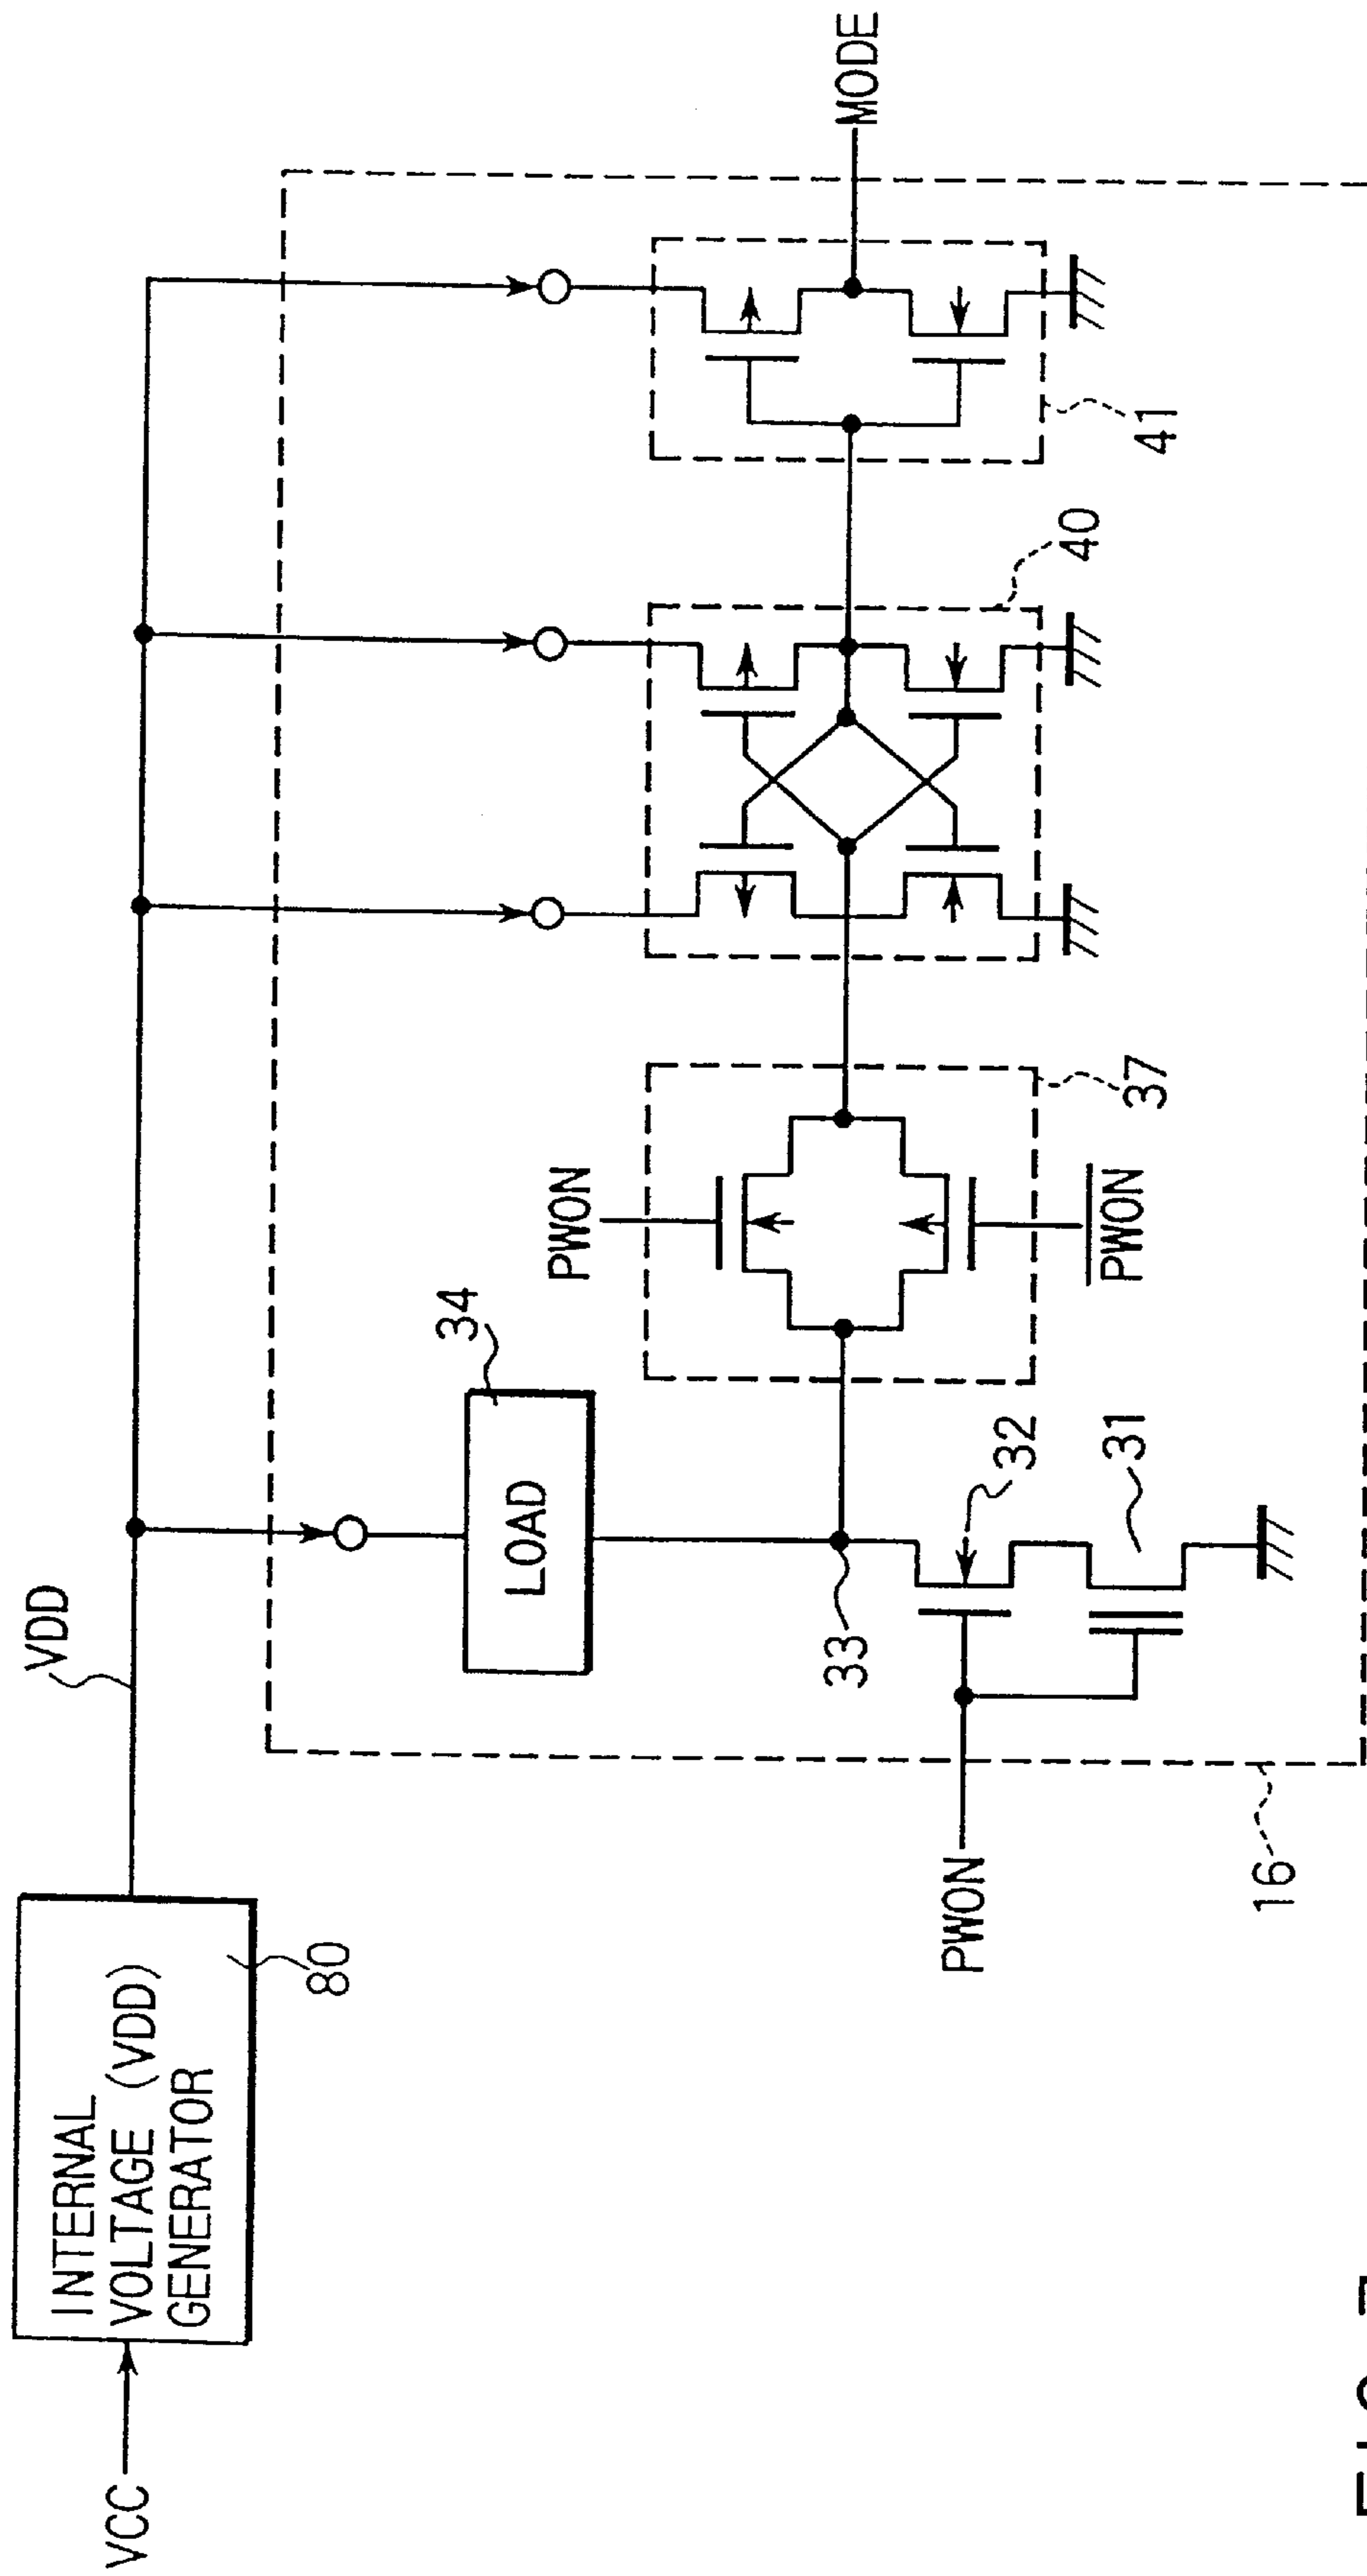 VCC
INTERNAL
VOLTAGE (VDD)
GENERATOR
80
VDD
16
PWON
LOAD
34
33
32
31
PWON
PWON
37
40
41
MODE